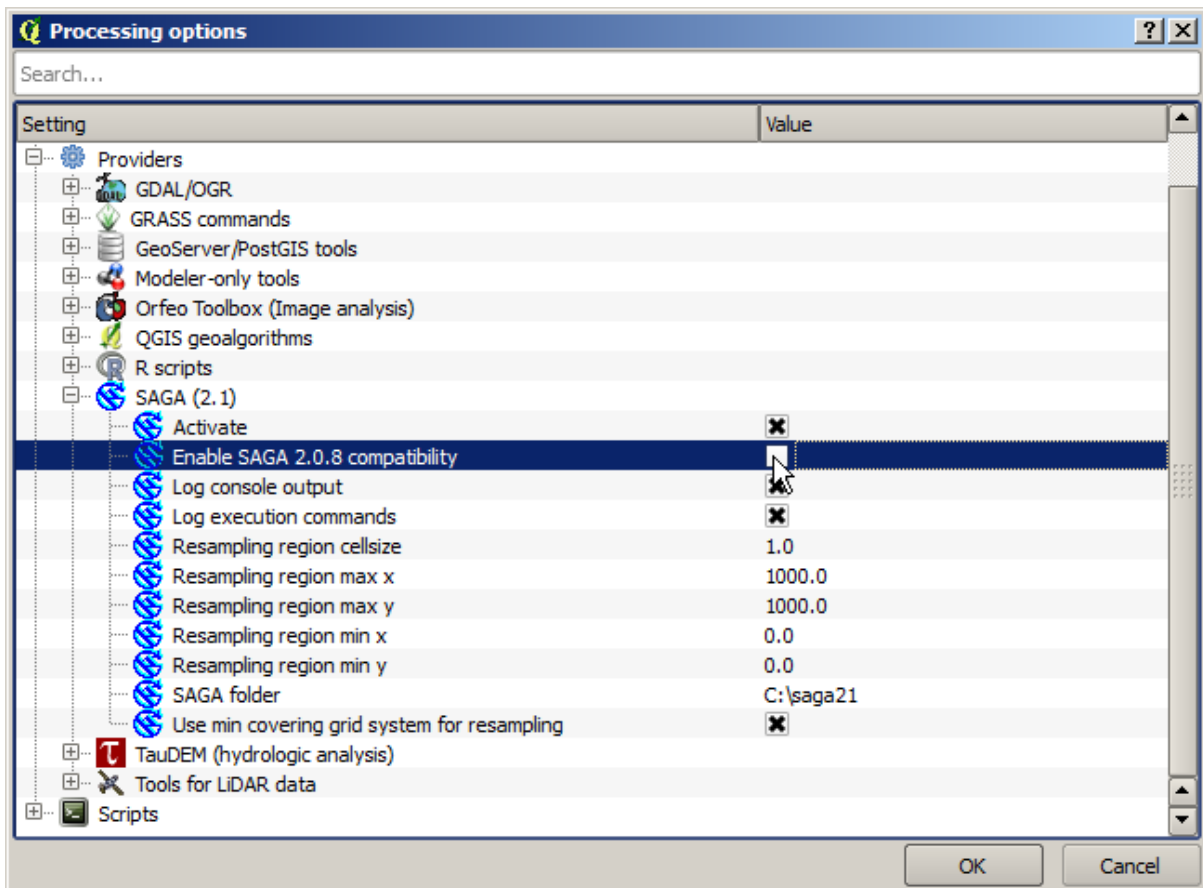 Processing options
Search...
Setting Value
Providers
GDAL/OGR
GRASS commands
GeoServer/PostGIS tools
Modeler-only tools
Orfeo Toolbox (Image analysis)
QGIS geoalgorithms
R scripts
SAGA (2.1)
Activate
Enable SAGA 2.0.8 compatibility
Log console output
Log execution commands
Resampling region cellsize 1.0
Resampling region max x 1000.0
Resampling region max y 1000.0
Resampling region min x 0.0
Resampling region min y 0.0
SAGA folder C:\saga21
Use min covering grid system for resampling
TauDEM (hydrologic analysis)
Tools for LiDAR data
Scripts
OK Cancel